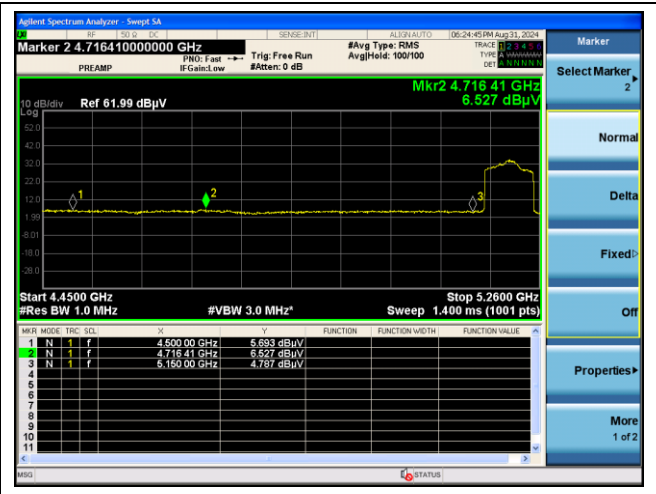 Agilent Spectrum Analyzer - Swept SA
RF 50 Ω DC SENSE:INT ALIGN AUTO 06:24:45 PM Aug 31, 2024
Marker 2 4.716410000000 GHz
PREAMP
PNO: Fast
IFGain:Low
Trig: Free Run
#Atten: 0 dB
#Avg Type: RMS
Avg|Hold: 100/100
TRACE 1 2 3 4 5 6
TYPE A
DET A N N N N N
Mkr2 4.716 41 GHz
6.527 dBµV
10 dB/div Ref 61.99 dBµV
Log
52.0
42.0
32.0
22.0
12.0
1.99
-8.01
-18.0
-28.0
1
2
3
Start 4.4500 GHz Stop 5.2600 GHz
#Res BW 1.0 MHz #VBW 3.0 MHz* Sweep 1.400 ms (1001 pts)
MKR MODE TRC SCL X Y FUNCTION FUNCTION WIDTH FUNCTION VALUE
1 N 1 f 4.500 00 GHz 5.693 dBµV
2 N 1 f 4.716 41 GHz 6.527 dBµV
3 N 1 f 5.150 00 GHz 4.787 dBµV
4
5
6
7
8
9
10
11
MSG STATUS
Marker
Select Marker
2
Normal
Delta
Fixed
Off
Properties
More
1 of 2